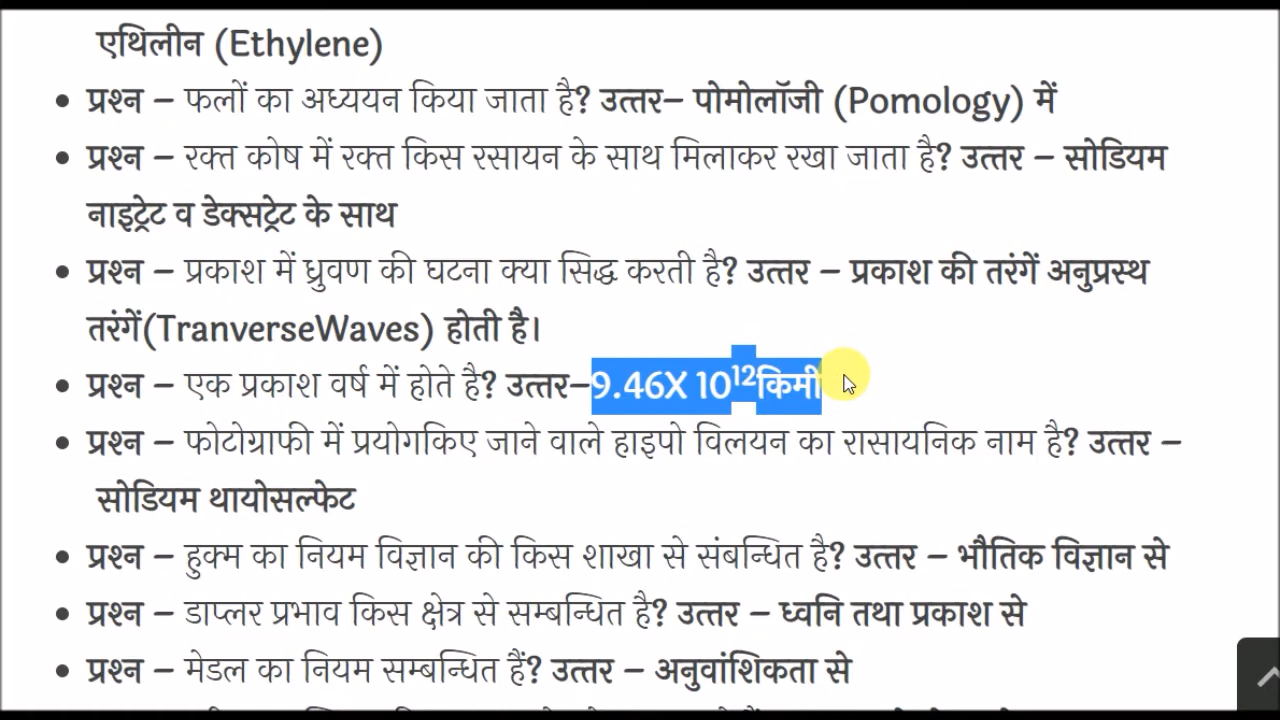 एथिलीन (Ethylene)
• प्रश्न – फलों का अध्ययन किया जाता है? उत्तर– पोमोलॉजी (Pomology) में
• प्रश्न – रक्त कोष में रक्त किस रसायन के साथ मिलाकर रखा जाता है? उत्तर – सोडियम
नाइट्रेट व डेक्सट्रेट के साथ
• प्रश्न – प्रकाश में ध्रुवण की घटना क्या सिद्ध करती है? उत्तर – प्रकाश की तरंगें अनुप्रस्थ
तरंगें(TranverseWaves) होती है।
• प्रश्न – एक प्रकाश वर्ष में होते है? उत्तर–9.46X 10¹²किमी
• प्रश्न – फोटोग्राफी में प्रयोगकिए जाने वाले हाइपो विलयन का रासायनिक नाम है? उत्तर –
सोडियम थायोसल्फेट
• प्रश्न – हुक्म का नियम विज्ञान की किस शाखा से संबन्धित है? उत्तर – भौतिक विज्ञान से
• प्रश्न – डाप्लर प्रभाव किस क्षेत्र से सम्बन्धित है? उत्तर – ध्वनि तथा प्रकाश से
• प्रश्न – मेडल का नियम सम्बन्धित हैं? उत्तर – अनुवांशिकता से